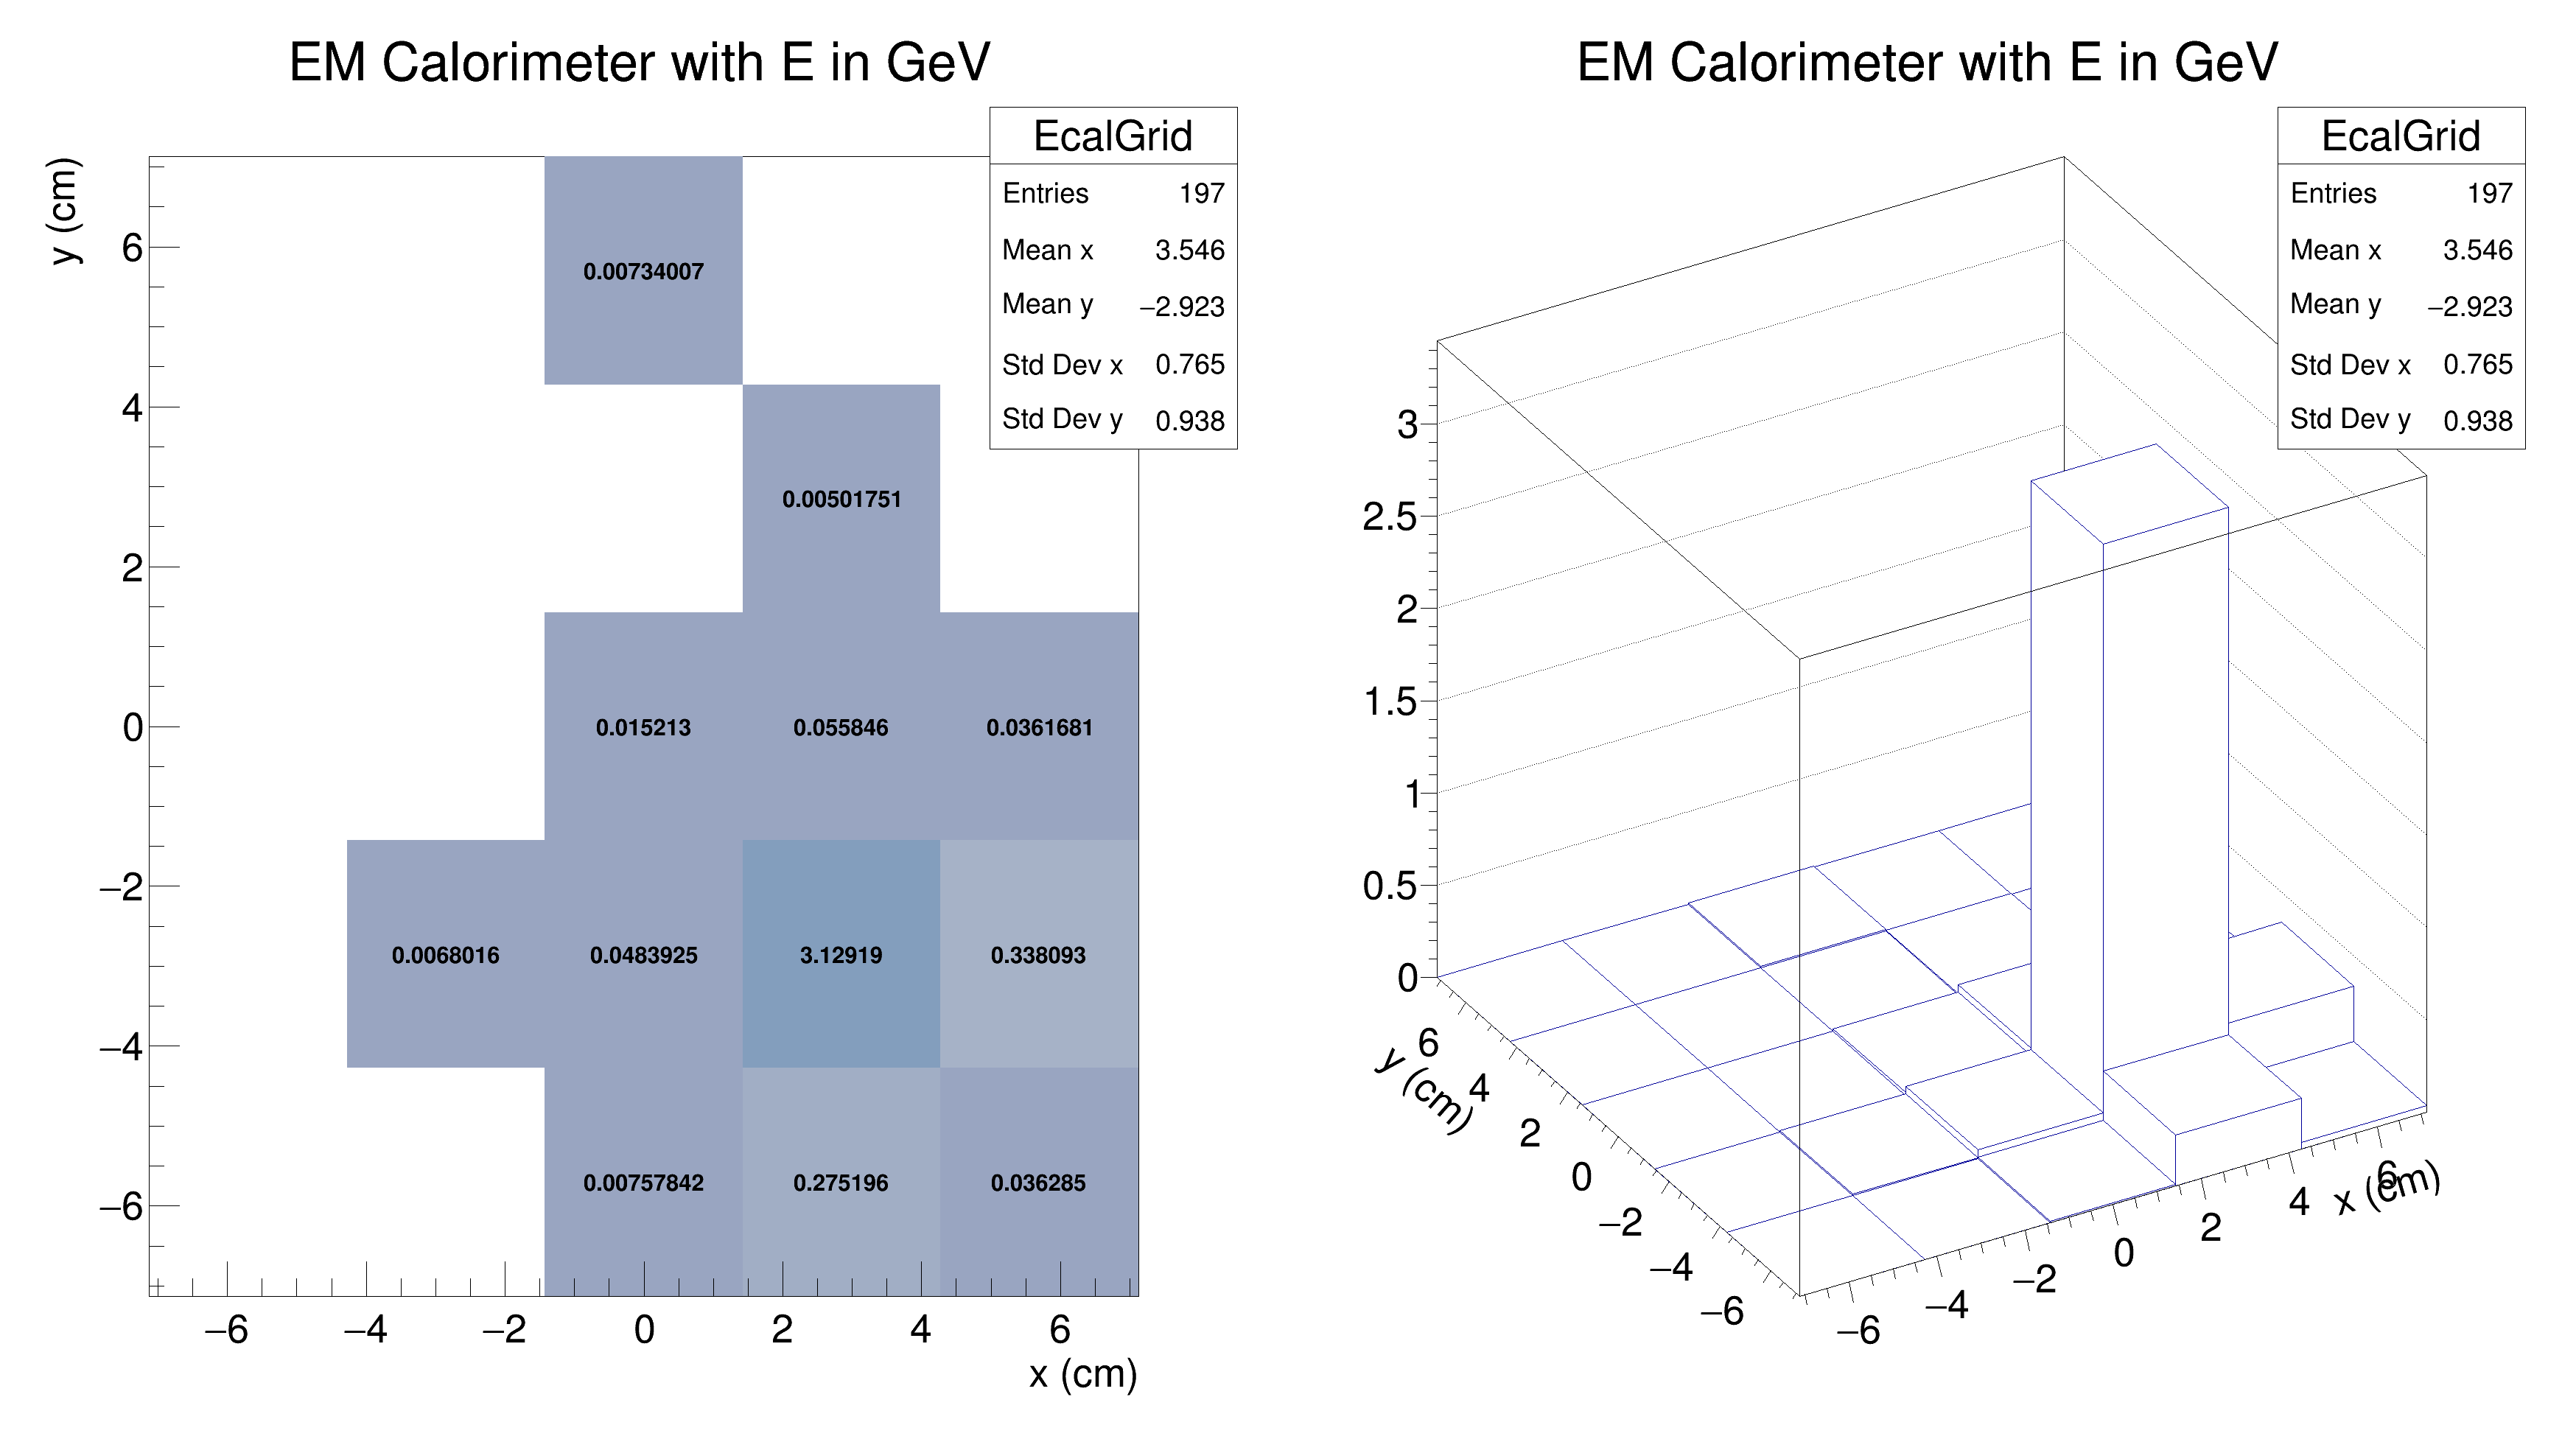 EM Calorimeter with E in GeV
EcalGrid
Entries 197
Mean x 3.546
Mean y −2.923
Std Dev x 0.765
Std Dev y 0.938
y (cm)
6
4
2
0
−2
−4
−6
0.00734007
0.00501751
0.015213 0.055846 0.0361681
0.0068016 0.0483925 3.12919 0.338093
0.00757842 0.275196 0.036285
−6 −4 −2 0 2 4 6
x (cm)
EM Calorimeter with E in GeV
EcalGrid
Entries 197
Mean x 3.546
Mean y −2.923
Std Dev x 0.765
Std Dev y 0.938
3
2.5
2
1.5
1
0.5
0
6
4
2
0
−2
−4
−6
y (cm)
−6
−4
−2
0
2
4
6
x (cm)